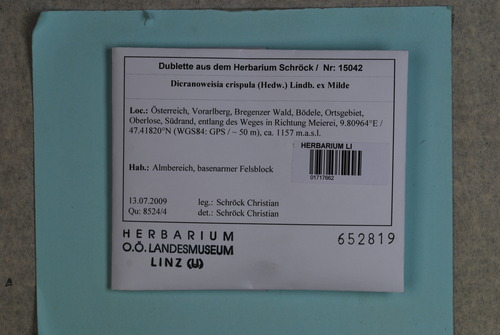 Dublette aus dem Herbarium Schröck / Nr: 15042
Dicranoweisia crispula (Hedw.) Lindb. ex Milde
Loc.: Österreich, Vorarlberg, Bregenzer Wald, Bödele, Ortsgebiet,
Oberlose, Südrand, entlang des Weges in Richtung Meierei, 9.80964°E /
47.41820°N (WGS84: GPS / ~ 50 m), ca. 1157 m.a.s.l.
HERBARIUM LI
Hab.: Almbereich, basenarmer Felsblock
01717662
13.07.2009 leg.: Schröck Christian
Qu: 8524/4 det.: Schröck Christian
HERBARIUM
O.Ö. LANDESMUSEUM
LINZ (LI)
652819